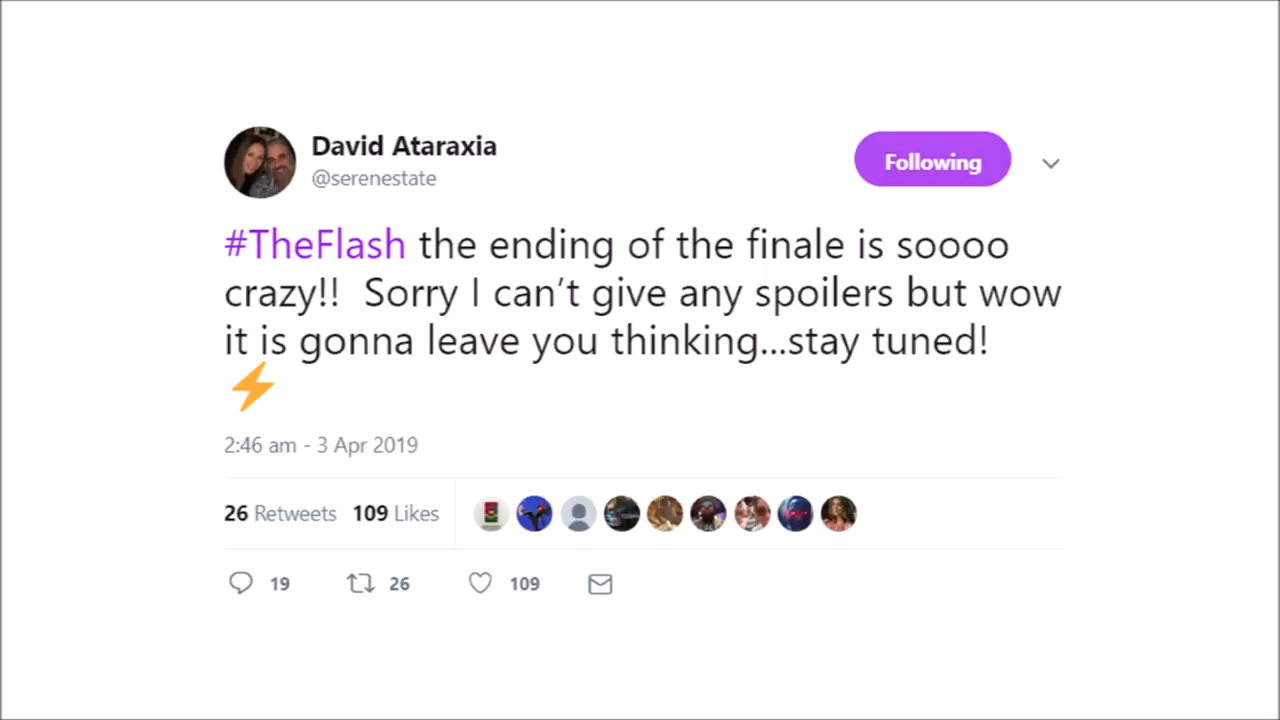 David Ataraxia
@serenestate
Following
#TheFlash the ending of the finale is soooo
crazy!!  Sorry I can’t give any spoilers but wow
it is gonna leave you thinking...stay tuned!
⚡
2:46 am - 3 Apr 2019
26 Retweets 109 Likes
19 26 109